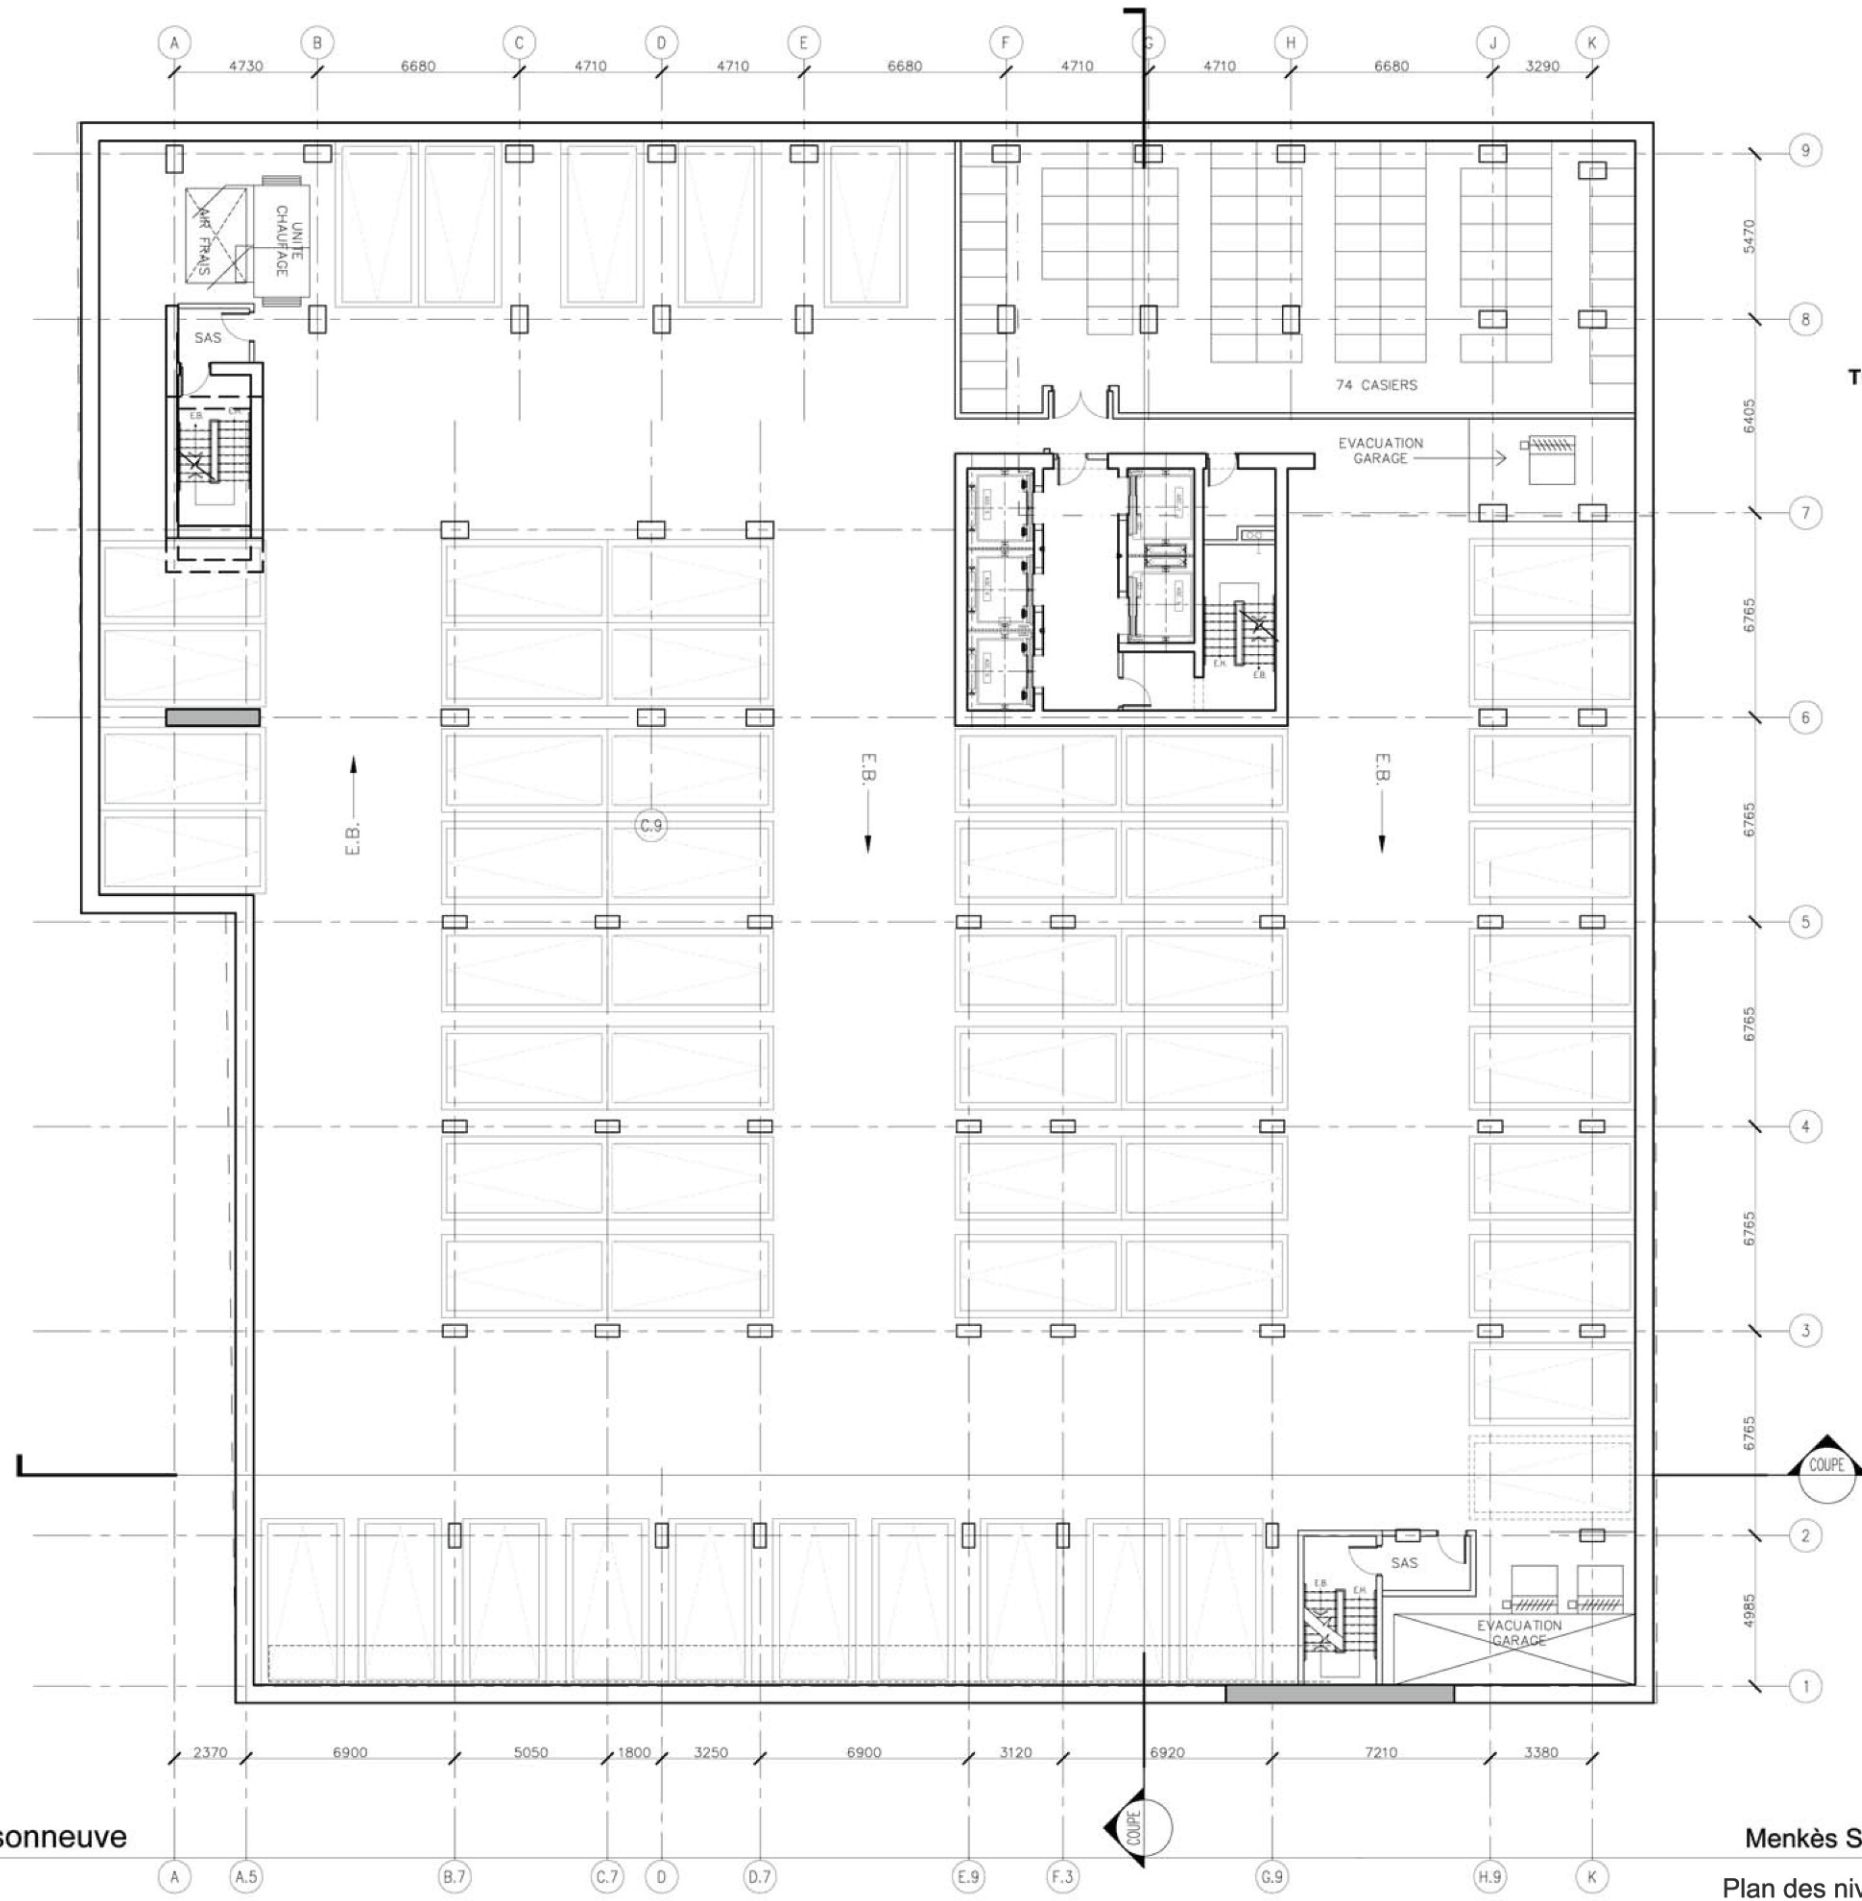 A B C D E F G H J K
4730 6680 4710 4710 6680 4710 4710 6680 3290
9
5470
8
6405
7
6765
6
6765
5
6765
4
6765
3
6765
2
4985
1
AIR FRAIS
UNITE
CHAUFAGE
SAS
E.B.
74 CASIERS
T
EVACUATION
GARAGE
E.H.
E.B.
E.B.
E.B.
E.B.
C.9
COUPE
SAS
E.B. E.H.
EVACUATION
GARAGE
2370 6900 5050 1800 3250 6900 3120 6920 7210 3380
COUPE
sonneuve
Menkès S
A A.5 B.7 C.7 D D.7 E.9 F.3 G.9 H.9 K
Plan des niv